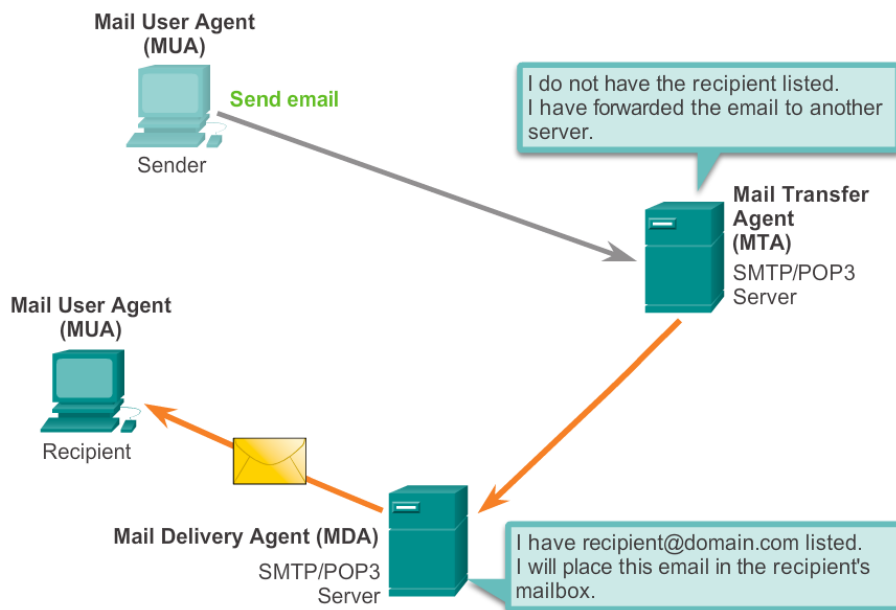 Mail User Agent
(MUA)
Send email
Sender
I do not have the recipient listed.
I have forwarded the email to another
server.
Mail Transfer
Agent
(MTA)
SMTP/POP3
Server
Mail User Agent
(MUA)
Recipient
Mail Delivery Agent (MDA)
SMTP/POP3
Server
I have recipient@domain.com listed.
I will place this email in the recipient's
mailbox.